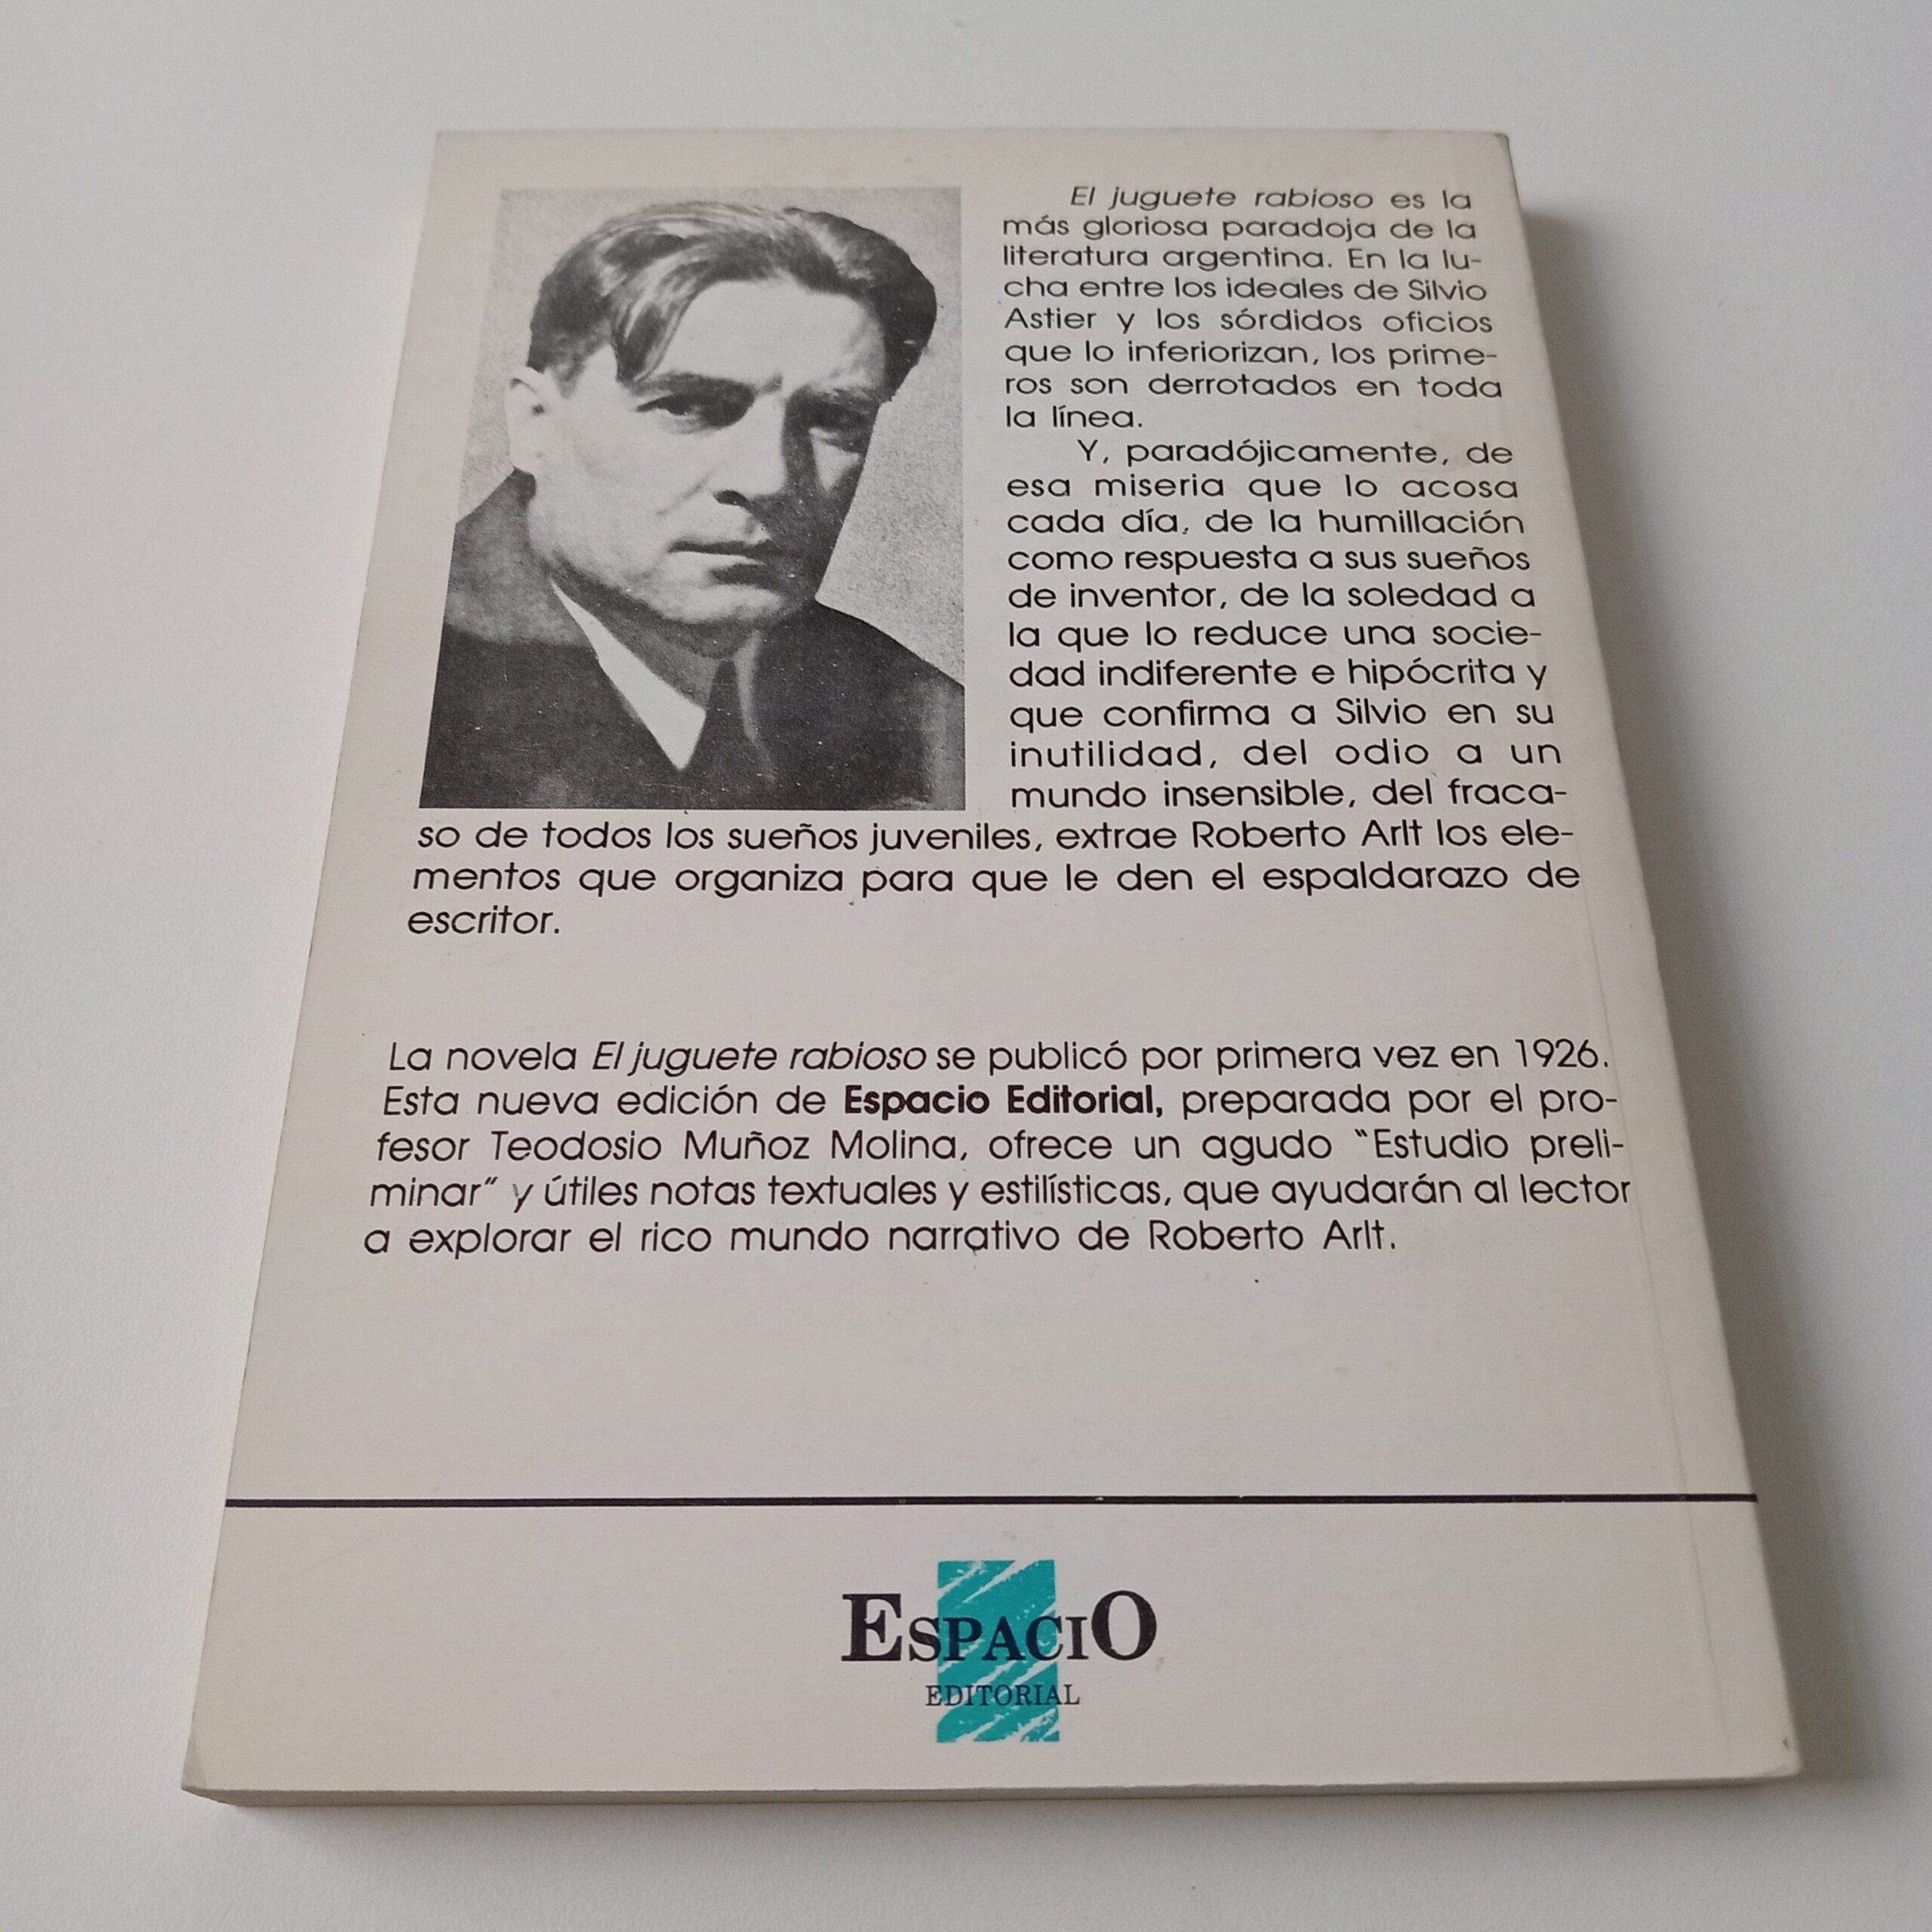 El juguete rabioso es la
más gloriosa paradoja de la
literatura argentina. En la lu-
cha entre los ideales de Silvio
Astier y los sórdidos oficios
que lo inferiorizan, los prime-
ros son derrotados en toda
la línea.
Y, paradójicamente, de
esa miseria que lo acosa
cada día, de la humillación
como respuesta a sus sueños
de inventor, de la soledad a
la que lo reduce una socie-
dad indiferente e hipócrita y
que confirma a Silvio en su
inutilidad, del odio a un
mundo insensible, del fraca-
so de todos los sueños juveniles, extrae Roberto Arlt los ele-
mentos que organiza para que le den el espaldarazo de
escritor.
La novela El juguete rabioso se publicó por primera vez en 1926.
Esta nueva edición de Espacio Editorial, preparada por el pro-
fesor Teodosio Muñoz Molina, ofrece un agudo “Estudio preli-
minar” y útiles notas textuales y estilísticas, que ayudarán al lector
a explorar el rico mundo narrativo de Roberto Arlt.
ESPACIO
EDITORIAL